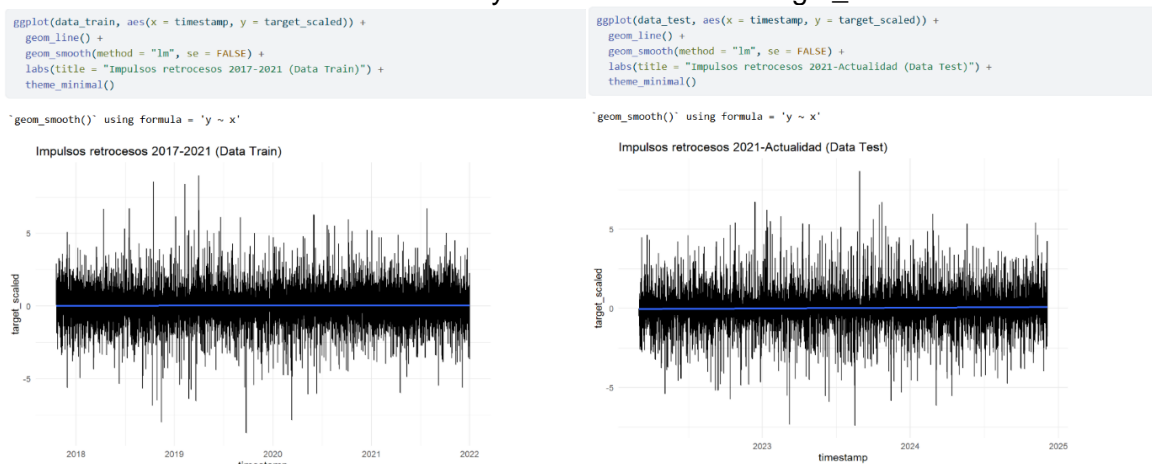 ggplot(data_train, aes(x = timestamp, y = target_scaled)) +
  geom_line() +
  geom_smooth(method = "lm", se = FALSE) +
  labs(title = "Impulsos retrocesos 2017-2021 (Data Train)") +
  theme_minimal()
`geom_smooth()` using formula = 'y ~ x'
Impulsos retrocesos 2017-2021 (Data Train)
target_scaled
5
0
-5
2018 2019 2020 2021 2022
timestamp
ggplot(data_test, aes(x = timestamp, y = target_scaled)) +
  geom_line() +
  geom_smooth(method = "lm", se = FALSE) +
  labs(title = "Impulsos retrocesos 2021-Actualidad (Data Test)") +
  theme_minimal()
`geom_smooth()` using formula = 'y ~ x'
Impulsos retrocesos 2021-Actualidad (Data Test)
target_scaled
5
0
-5
2023 2024 2025
timestamp